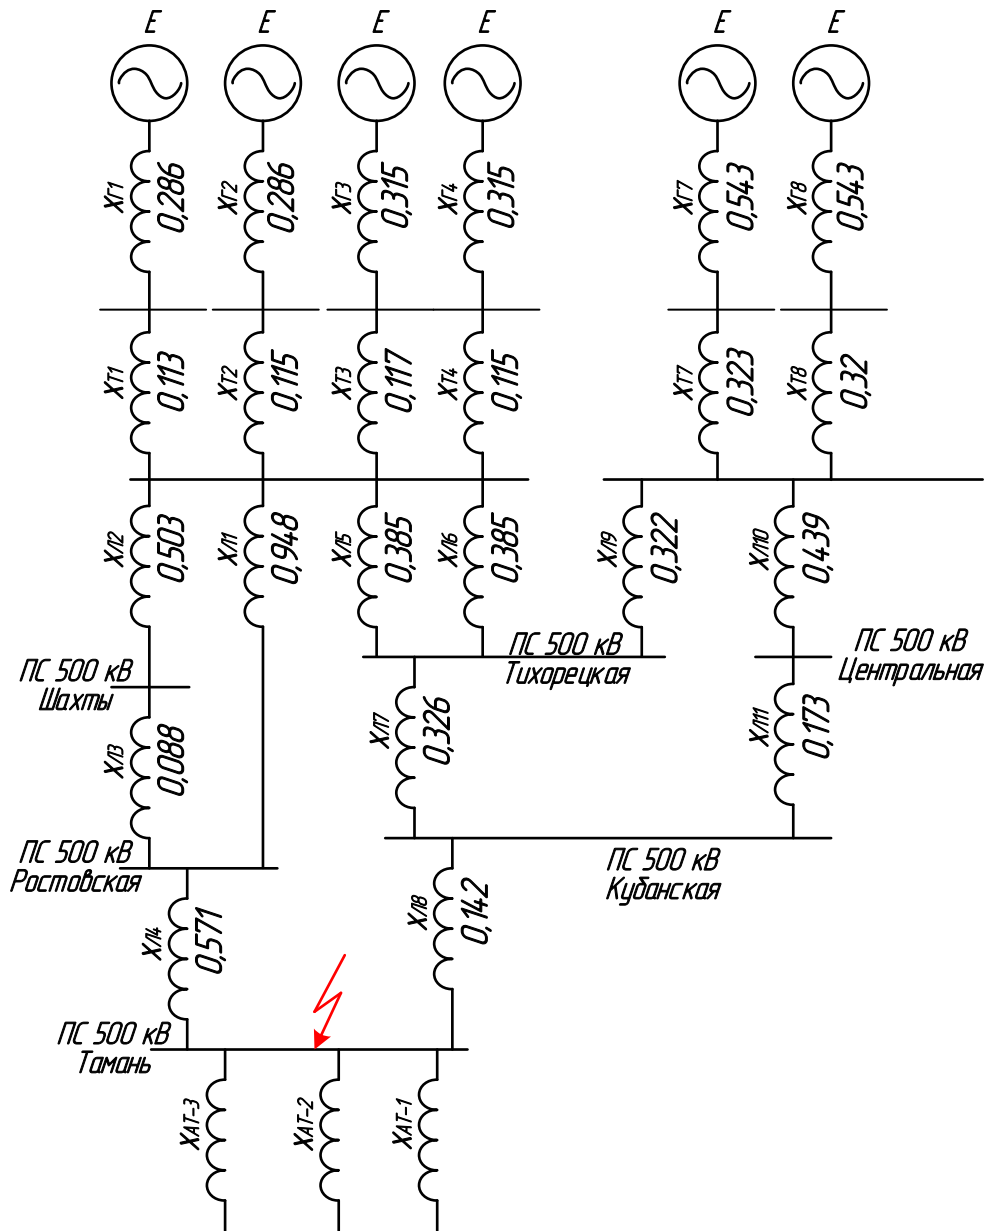 E E E E E E
XГ1 0,286 XГ2 0,286 XГ3 0,315 XГ4 0,315 XГ7 0,543 XГ8 0,543
XТ1 0,113 XТ2 0,115 XТ3 0,117 XТ4 0,115 XТ7 0,323 XТ8 0,32
XЛ2 0,503 XЛ1 0,948 XЛ5 0,385 XЛ6 0,385 XЛ9 0,322 XЛ10 0,439
ПС 500 кВ
Тихорецкая
ПС 500 кВ
Центральная
ПС 500 кВ
Шахты
XЛ3 0,088 XЛ7 0,326 XЛ11 0,173
ПС 500 кВ
Ростовская
ПС 500 кВ
Кубанская
XЛ4 0,571 XЛ8 0,142
ПС 500 кВ
Тамань
XАТ-3 XАТ-2 XАТ-1